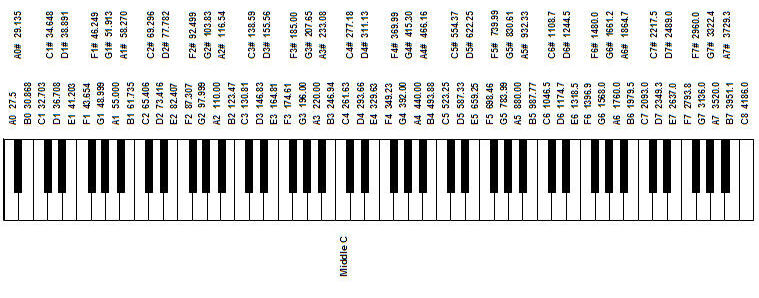 A0# 29.135
C1# 34.648
D1# 38.891
F1# 46.249
G1# 51.913
A1# 58.270
C2# 69.296
D2# 77.782
F2# 92.499
G2# 103.83
A2# 116.54
C3# 138.59
D3# 155.56
F3# 185.00
G3# 207.65
A3# 233.08
C4# 277.18
D4# 311.13
F4# 369.99
G4# 415.30
A4# 466.16
C5# 554.37
D5# 622.25
F5# 739.99
G5# 830.61
A5# 932.33
C6# 1108.7
D6# 1244.5
F6# 1480.0
G6# 1661.2
A6# 1864.7
C7# 2217.5
D7# 2489.0
F7# 2960.0
G7# 3322.4
A7# 3729.3
A0 27.5
B0 30.868
C1 32.703
D1 36.708
E1 41.203
F1 43.654
G1 48.999
A1 55.000
B1 61.735
C2 65.406
D2 73.416
E2 82.407
F2 87.307
G2 97.999
A2 110.00
B2 123.47
C3 130.81
D3 146.83
E3 164.81
F3 174.61
G3 196.00
A3 220.00
B3 246.94
C4 261.63
D4 293.66
E4 329.63
F4 349.23
G4 392.00
A4 440.00
B4 493.88
C5 523.25
D5 587.33
E5 659.25
F5 688.46
G5 783.99
A5 880.00
B5 987.77
C6 1046.5
D6 1174.7
E6 1318.5
F6 1396.9
G6 1568.0
A6 1760.0
B6 1979.5
C7 2093.0
D7 2349.3
E7 2637.0
F7 2793.8
G7 3136.0
A7 3520.0
B7 3951.1
C8 4186.0
Middle C